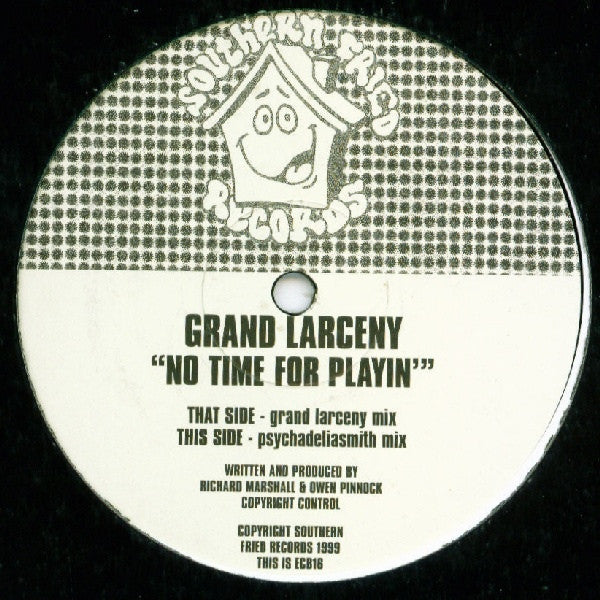 SOUTHERN FRIED
RECORDS
GRAND LARCENY
“NO TIME FOR PLAYIN’”
THAT SIDE - grand larceny mix
THIS SIDE - psychadeliasmith mix
WRITTEN AND PRODUCED BY
RICHARD MARSHALL & OWEN PINNOCK
COPYRIGHT CONTROL
COPYRIGHT SOUTHERN
FRIED RECORDS 1999
THIS IS ECB16